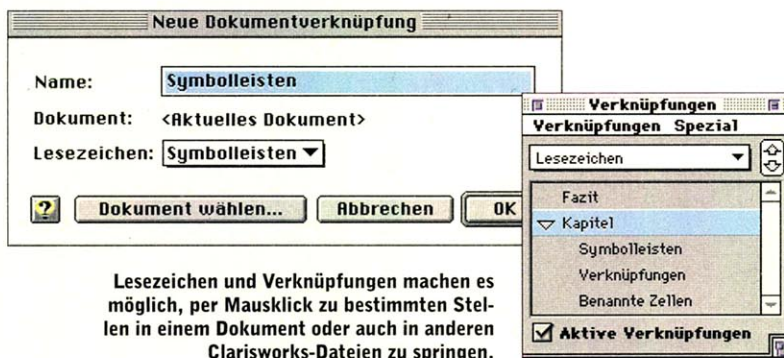 Neue Dokumentverknüpfung
Name: Symbolleisten
Dokument: <Aktuelles Dokument>
Lesezeichen: Symbolleisten
? Dokument wählen... Abbrechen OK
Verknüpfungen
Verknüpfungen Spezial
Lesezeichen
Fazit
Kapitel
Symbolleisten
Verknüpfungen
Benannte Zellen
Aktive Verknüpfungen
Lesezeichen und Verknüpfungen machen es
möglich, per Mausklick zu bestimmten Stel-
len in einem Dokument oder auch in anderen
Clarisworks-Dateien zu springen.